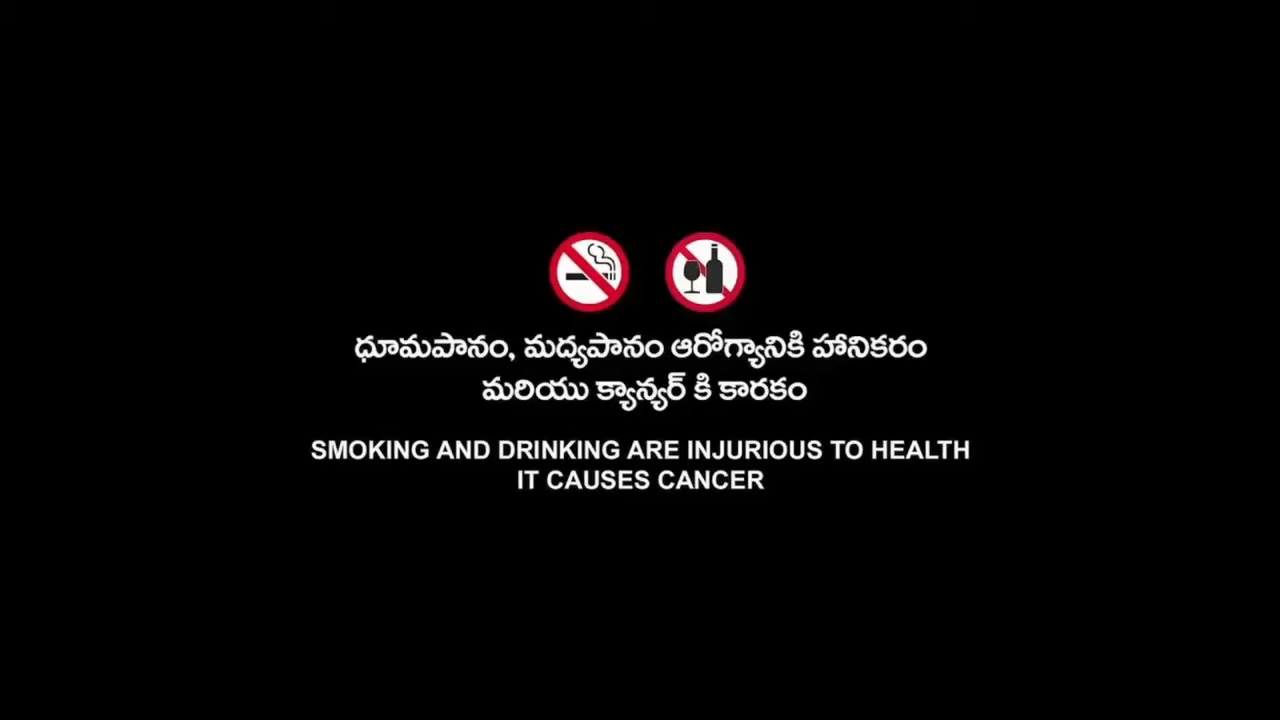 ధూమపానం, మద్యపానం ఆరోగ్యానికి హానికరం
మరియు క్యాన్సర్ కి కారకం
SMOKING AND DRINKING ARE INJURIOUS TO HEALTH
IT CAUSES CANCER